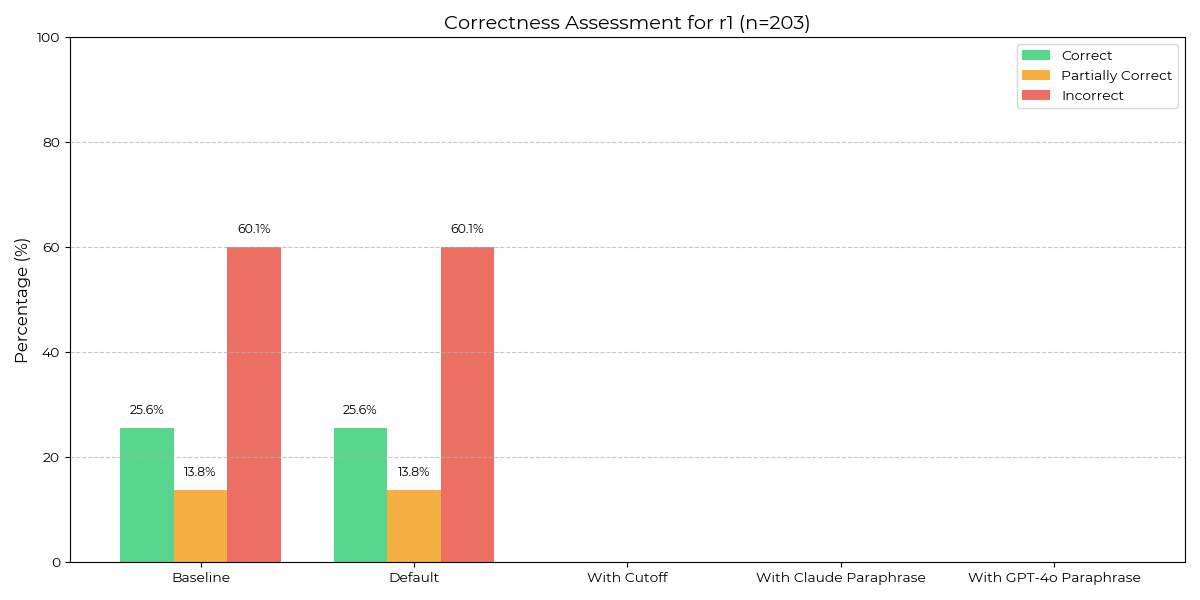 Correctness Assessment for r1 (n=203)
Correct
Partially Correct
Incorrect
Percentage (%)
100
80
60
40
20
0
25.6%
13.8%
60.1%
25.6%
13.8%
60.1%
Baseline
Default
With Cutoff
With Claude Paraphrase
With GPT-4o Paraphrase